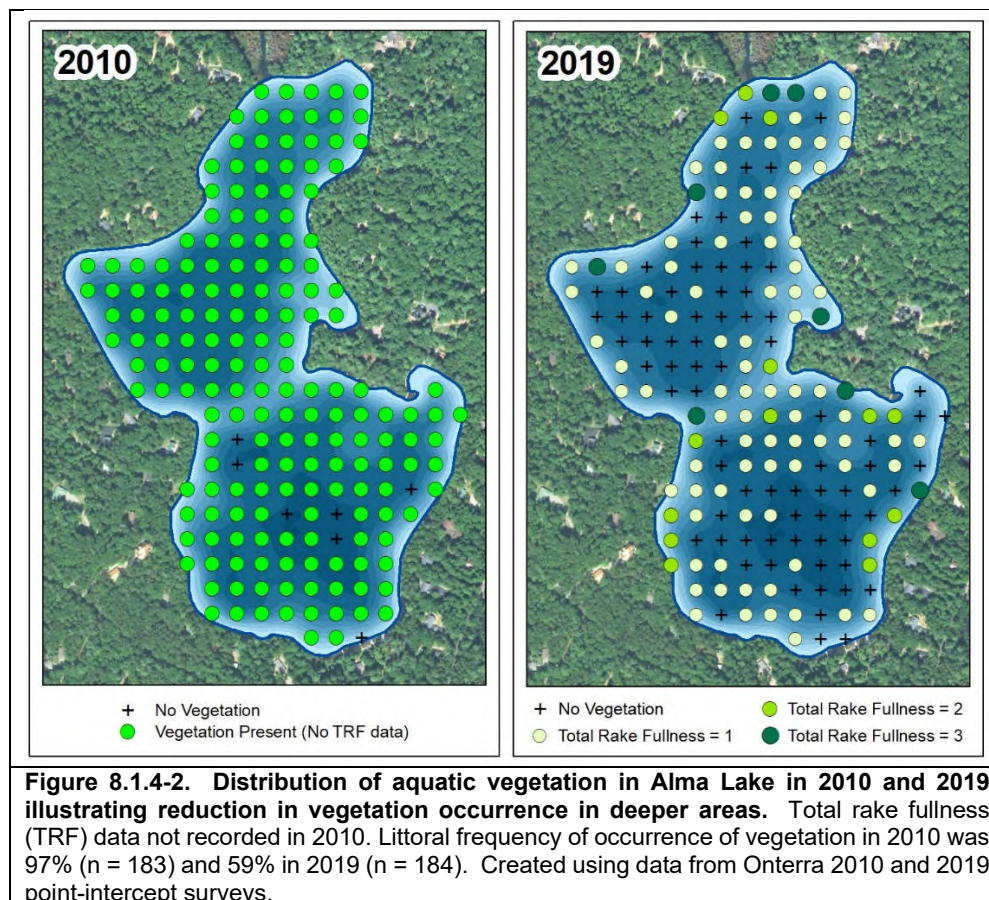 2010
2019
+ No Vegetation
Vegetation Present (No TRF data)
+ No Vegetation
Total Rake Fullness = 1
Total Rake Fullness = 2
Total Rake Fullness = 3
Figure 8.1.4-2. Distribution of aquatic vegetation in Alma Lake in 2010 and 2019
illustrating reduction in vegetation occurrence in deeper areas. Total rake fullness
(TRF) data not recorded in 2010. Littoral frequency of occurrence of vegetation in 2010 was
97% (n = 183) and 59% in 2019 (n = 184). Created using data from Onterra 2010 and 2019
point-intercept surveys.